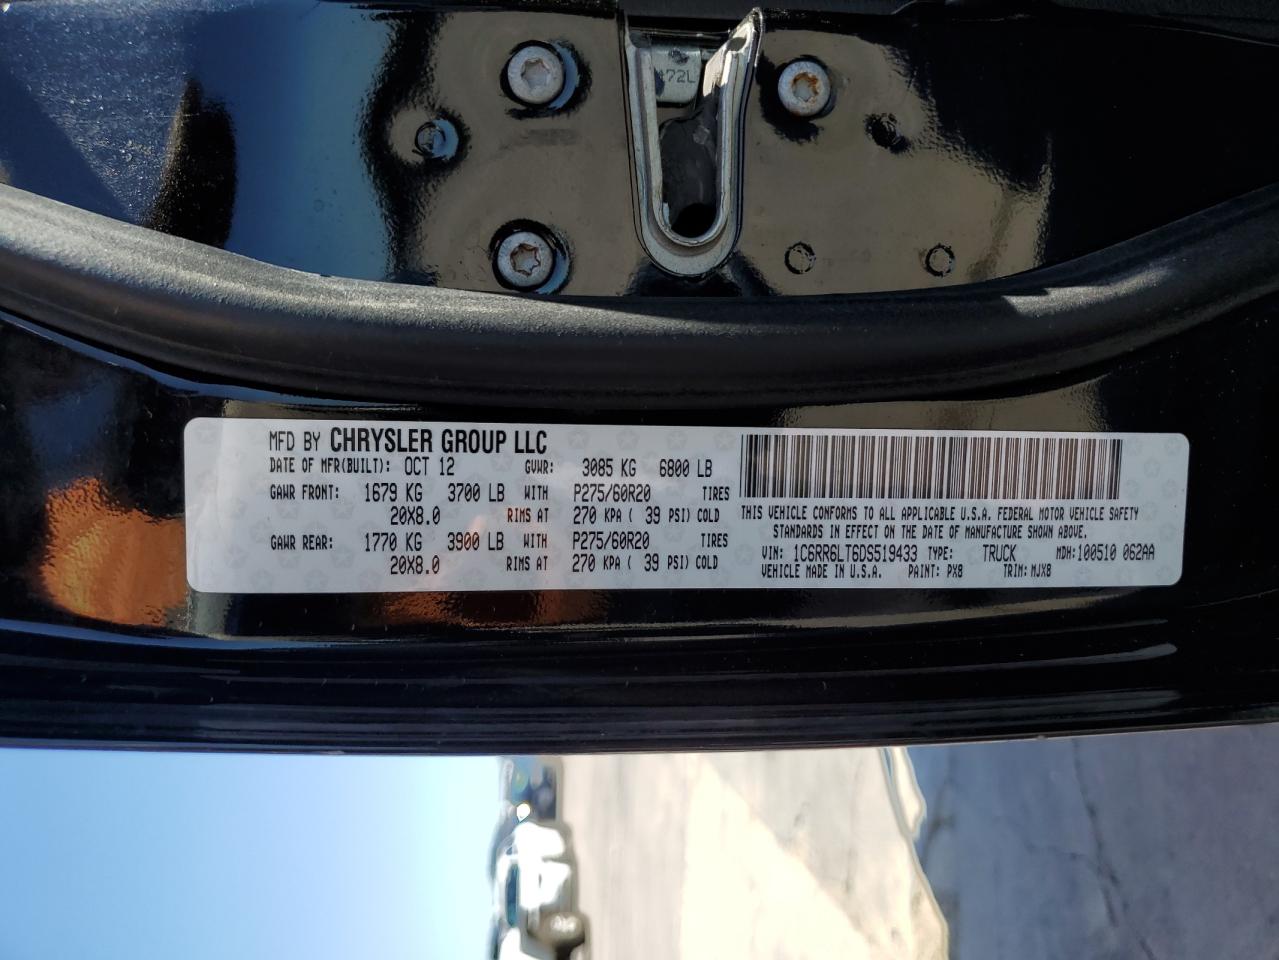 472L
MFD BY CHRYSLER GROUP LLC
DATE OF MFR(BUILT): OCT 12 GVWR: 3085 KG 6800 LB
GAWR FRONT: 1679 KG 3700 LB WITH P275/60R20 TIRES
20X8.0 RIMS AT 270 KPA ( 39 PSI) COLD
GAWR REAR: 1770 KG 3900 LB WITH P275/60R20 TIRES
20X8.0 RIMS AT 270 KPA ( 39 PSI) COLD
THIS VEHICLE CONFORMS TO ALL APPLICABLE U.S.A. FEDERAL MOTOR VEHICLE SAFETY
STANDARDS IN EFFECT ON THE DATE OF MANUFACTURE SHOWN ABOVE.
VIN: 1C6RR6LT6DS519433 TYPE: TRUCK MDH: 100510 062AA
VEHICLE MADE IN U.S.A. PAINT: PX8 TRIM: MJX8